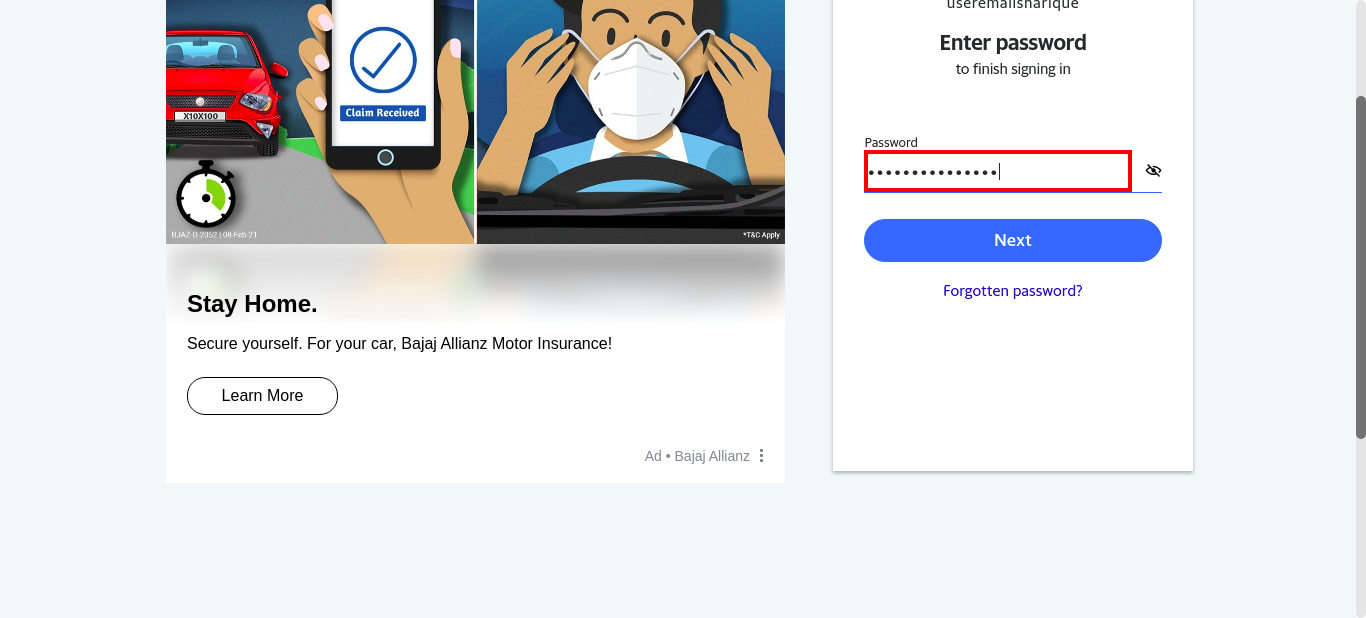 useremailsharique
Enter password
to finish signing in
Claim Received
X10X100
Password
•••••••••••••••
Next
BJAZ-O-2052 | 08-Feb-21
*T&C Apply
Forgotten password?
Stay Home.
Secure yourself. For your car, Bajaj Allianz Motor Insurance!
Learn More
Ad • Bajaj Allianz